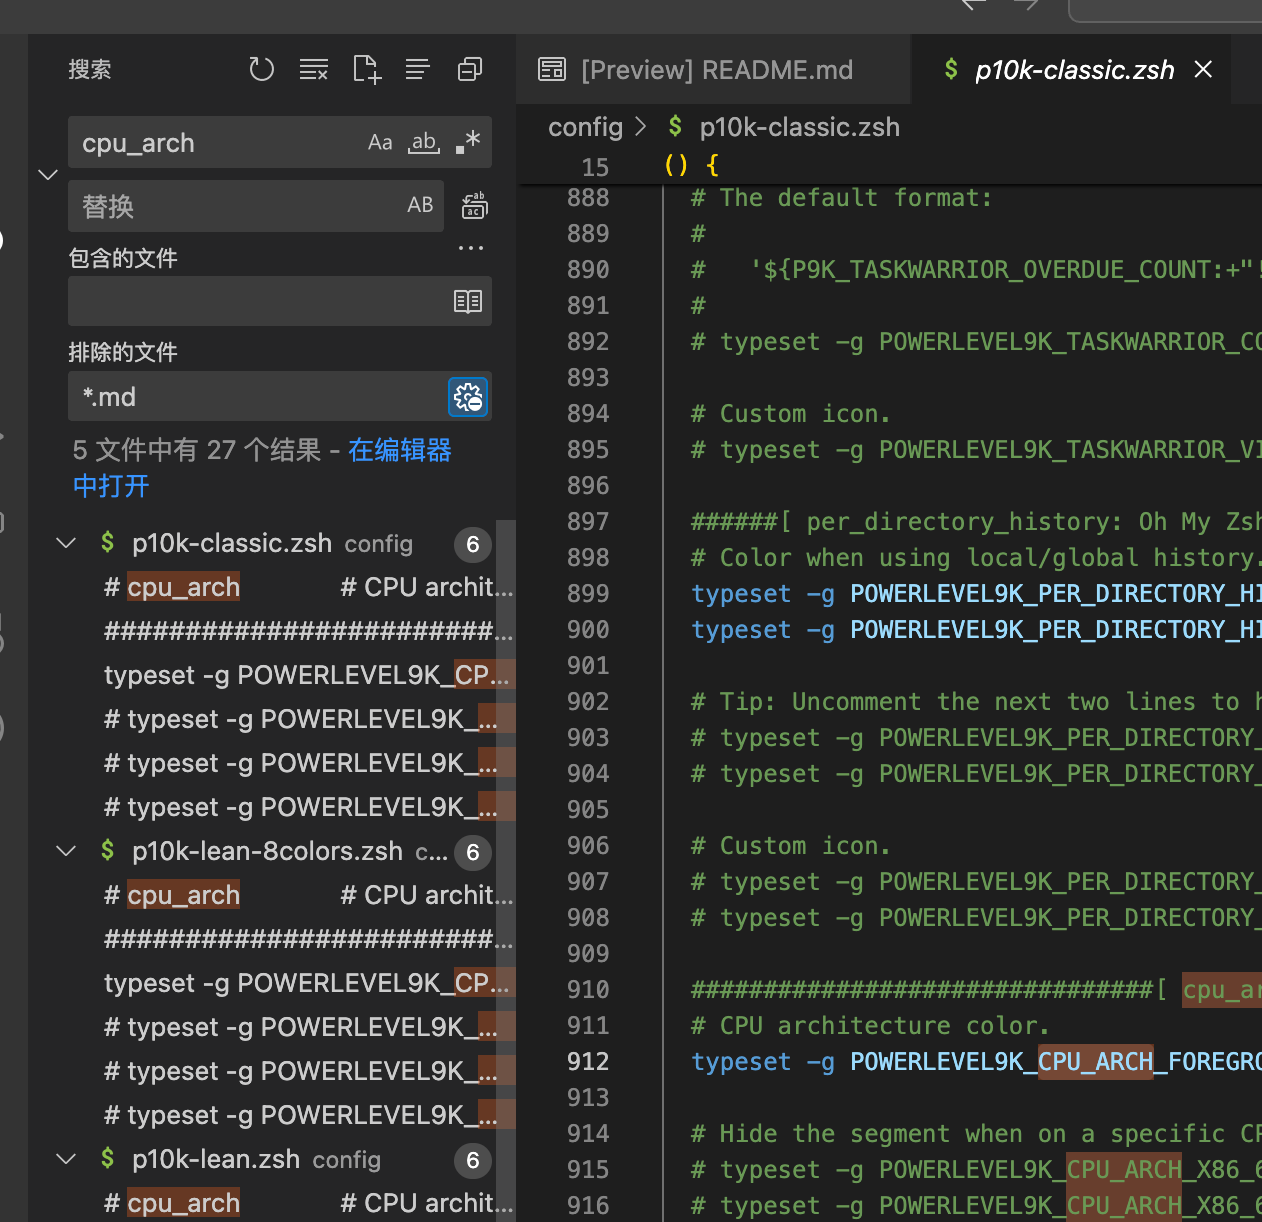 搜索
cpu_arch
Aa
ab
替换
AB
包含的文件
排除的文件
*.md
5 文件中有 27 个结果 - 在编辑器
中打开
p10k-classic.zsh config 6
# cpu_arch # CPU archit...
########################...
typeset -g POWERLEVEL9K_CP...
# typeset -g POWERLEVEL9K_...
# typeset -g POWERLEVEL9K_...
# typeset -g POWERLEVEL9K_...
p10k-lean-8colors.zsh c... 6
# cpu_arch # CPU archit...
########################...
typeset -g POWERLEVEL9K_CP...
# typeset -g POWERLEVEL9K_...
# typeset -g POWERLEVEL9K_...
# typeset -g POWERLEVEL9K_...
p10k-lean.zsh config 6
# cpu_arch # CPU archit...
[Preview] README.md
$ p10k-classic.zsh
config > $ p10k-classic.zsh
15 () {
888 # The default format:
889 #
890 #   '${P9K_TASKWARRIOR_OVERDUE_COUNT:+"!
891 #
892 # typeset -g POWERLEVEL9K_TASKWARRIOR_CO
893
894 # Custom icon.
895 # typeset -g POWERLEVEL9K_TASKWARRIOR_VI
896
897 ######[ per_directory_history: Oh My Zsh
898 # Color when using local/global history.
899 typeset -g POWERLEVEL9K_PER_DIRECTORY_HI
900 typeset -g POWERLEVEL9K_PER_DIRECTORY_HI
901
902 # Tip: Uncomment the next two lines to h
903 # typeset -g POWERLEVEL9K_PER_DIRECTORY_
904 # typeset -g POWERLEVEL9K_PER_DIRECTORY_
905
906 # Custom icon.
907 # typeset -g POWERLEVEL9K_PER_DIRECTORY_
908 # typeset -g POWERLEVEL9K_PER_DIRECTORY_
909
910 ################################[ cpu_ar
911 # CPU architecture color.
912 typeset -g POWERLEVEL9K_CPU_ARCH_FOREGRO
913
914 # Hide the segment when on a specific CP
915 # typeset -g POWERLEVEL9K_CPU_ARCH_X86_6
916 # typeset -g POWERLEVEL9K_CPU_ARCH_X86_6